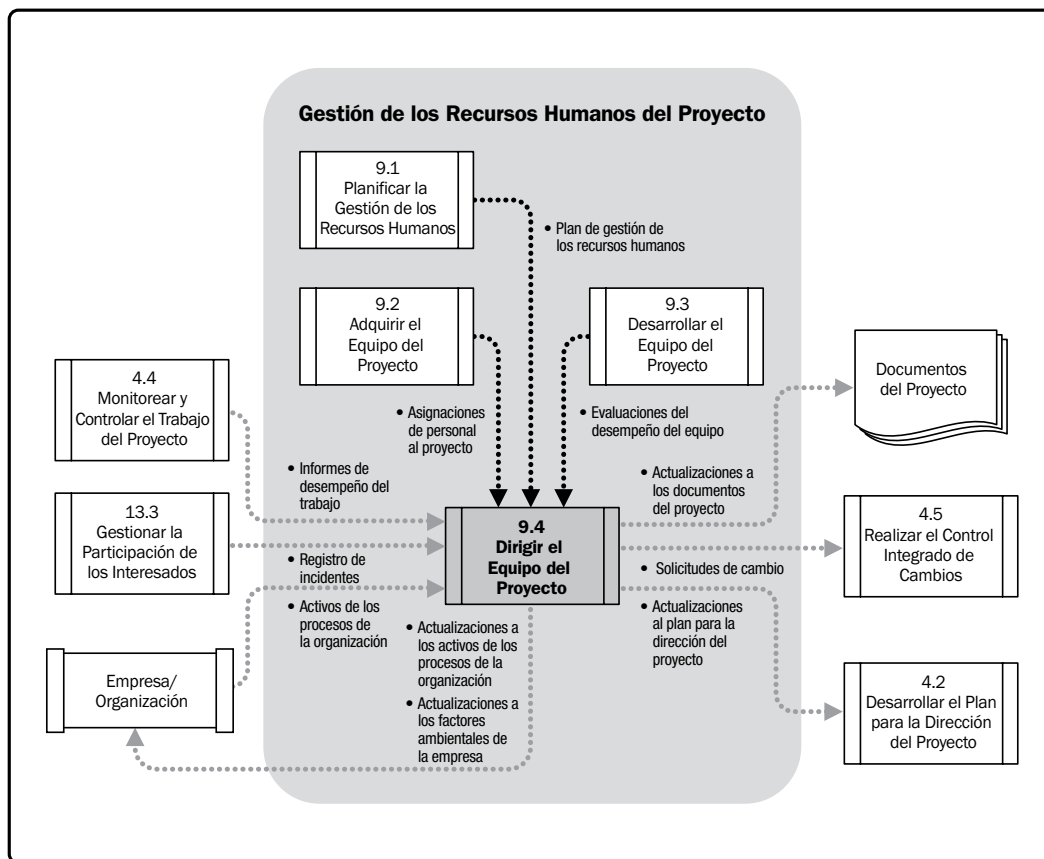 Gestión de los Recursos Humanos del Proyecto
9.1
Planificar la
Gestión de los
Recursos Humanos
• Plan de gestión de
los recursos humanos
9.2
Adquirir el
Equipo del
Proyecto
9.3
Desarrollar el
Equipo del
Proyecto
4.4
Monitorear y
Controlar el Trabajo
del Proyecto
Documentos
del Proyecto
• Asignaciones
de personal
al proyecto
• Evaluaciones del
desempeño del equipo
• Informes de
desempeño del
trabajo
• Actualizaciones a
los documentos
del proyecto
13.3
Gestionar la
Participación de
los Interesados
9.4
Dirigir el
Equipo del
Proyecto
4.5
Realizar el Control
Integrado de
Cambios
• Registro de
incidentes
• Solicitudes de cambio
• Activos de los
procesos de
la organización
• Actualizaciones
al plan para la
dirección del
proyecto
• Actualizaciones a
los activos de los
procesos de la
organización
• Actualizaciones a
los factores
ambientales de
la empresa
Empresa/
Organización
4.2
Desarrollar el Plan
para la Dirección
del Proyecto